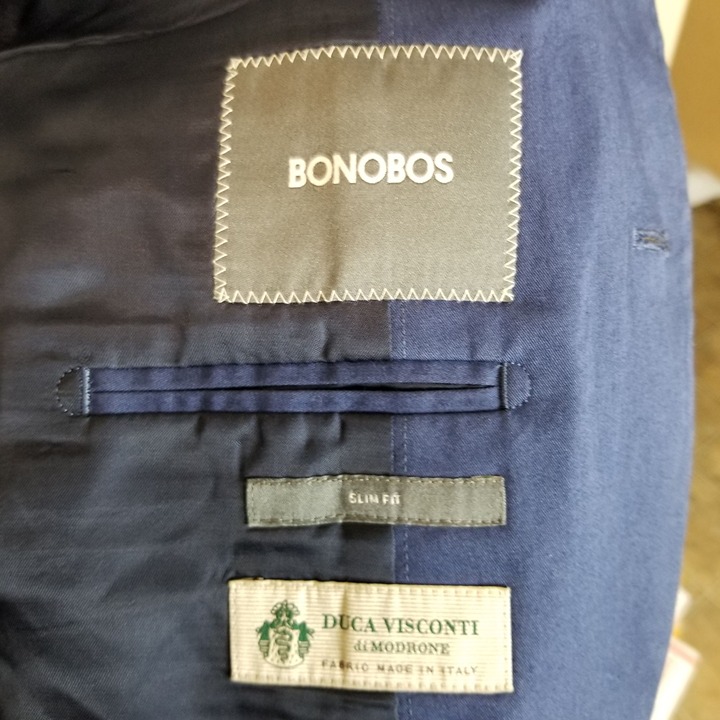 BONOBOS
SLIM FIT
DUCA VISCONTI
di MODRONE
FABRIC MADE IN ITALY